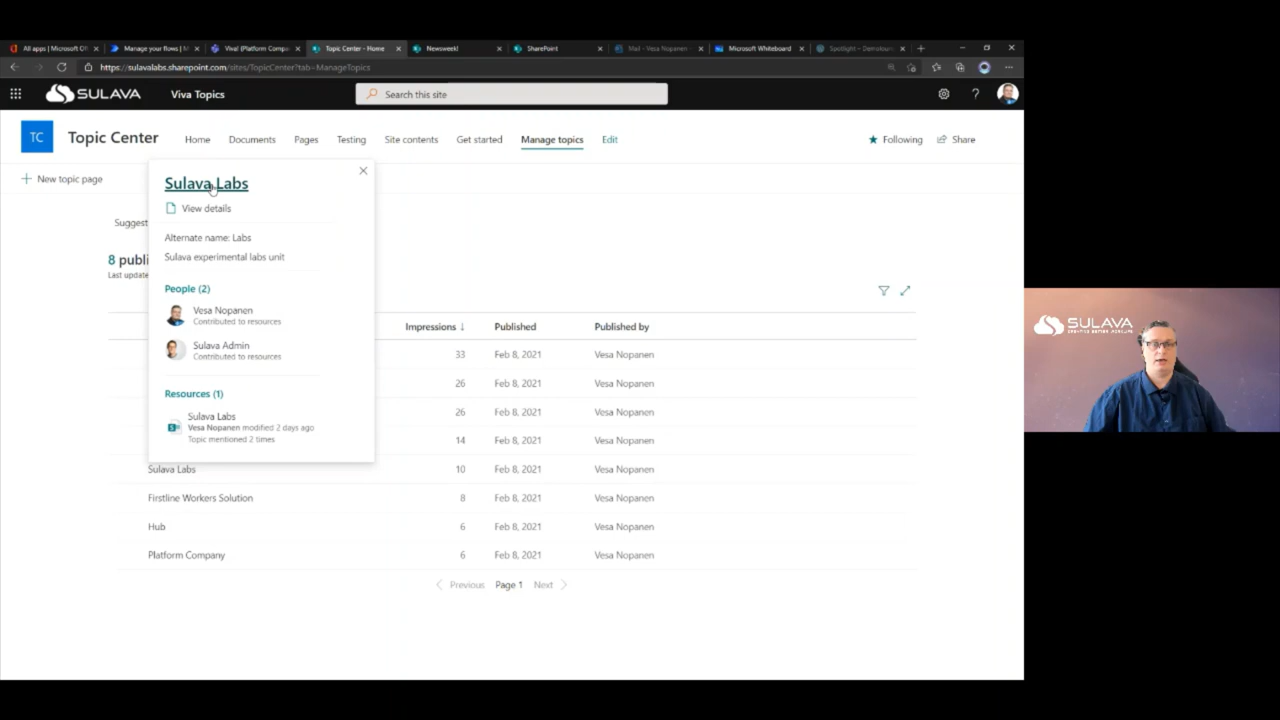 All apps | Microsoft Of
Manage your flows | M
Viva! (Platform Compa
Topic Center - Home
Newsweek!
SharePoint
Mail - Vesa Nopanen -
Microsoft Whiteboard
Spotlight - Demotour
https://sulavalabs.sharepoint.com/sites/TopicCenter?tab=ManageTopics
SULAVA
Viva Topics
Search this site
TC
Topic Center
Home
Documents
Pages
Testing
Site contents
Get started
Manage topics
Edit
Following
Share
New topic page
Sulava Labs
View details
Suggest
Alternate name: Labs
8 publi
Sulava experimental labs unit
Last update
People (2)
Vesa Nopanen
Contributed to resources
Sulava Admin
Contributed to resources
Resources (1)
Sulava Labs
Vesa Nopanen modified 2 days ago
Topic mentioned 2 times
Impressions ↓ Published Published by
33 Feb 8, 2021 Vesa Nopanen
26 Feb 8, 2021 Vesa Nopanen
26 Feb 8, 2021 Vesa Nopanen
14 Feb 8, 2021 Vesa Nopanen
Sulava Labs 10 Feb 8, 2021 Vesa Nopanen
Firstline Workers Solution 8 Feb 8, 2021 Vesa Nopanen
Hub 6 Feb 8, 2021 Vesa Nopanen
Platform Company 6 Feb 8, 2021 Vesa Nopanen
Previous Page 1 Next
SULAVA